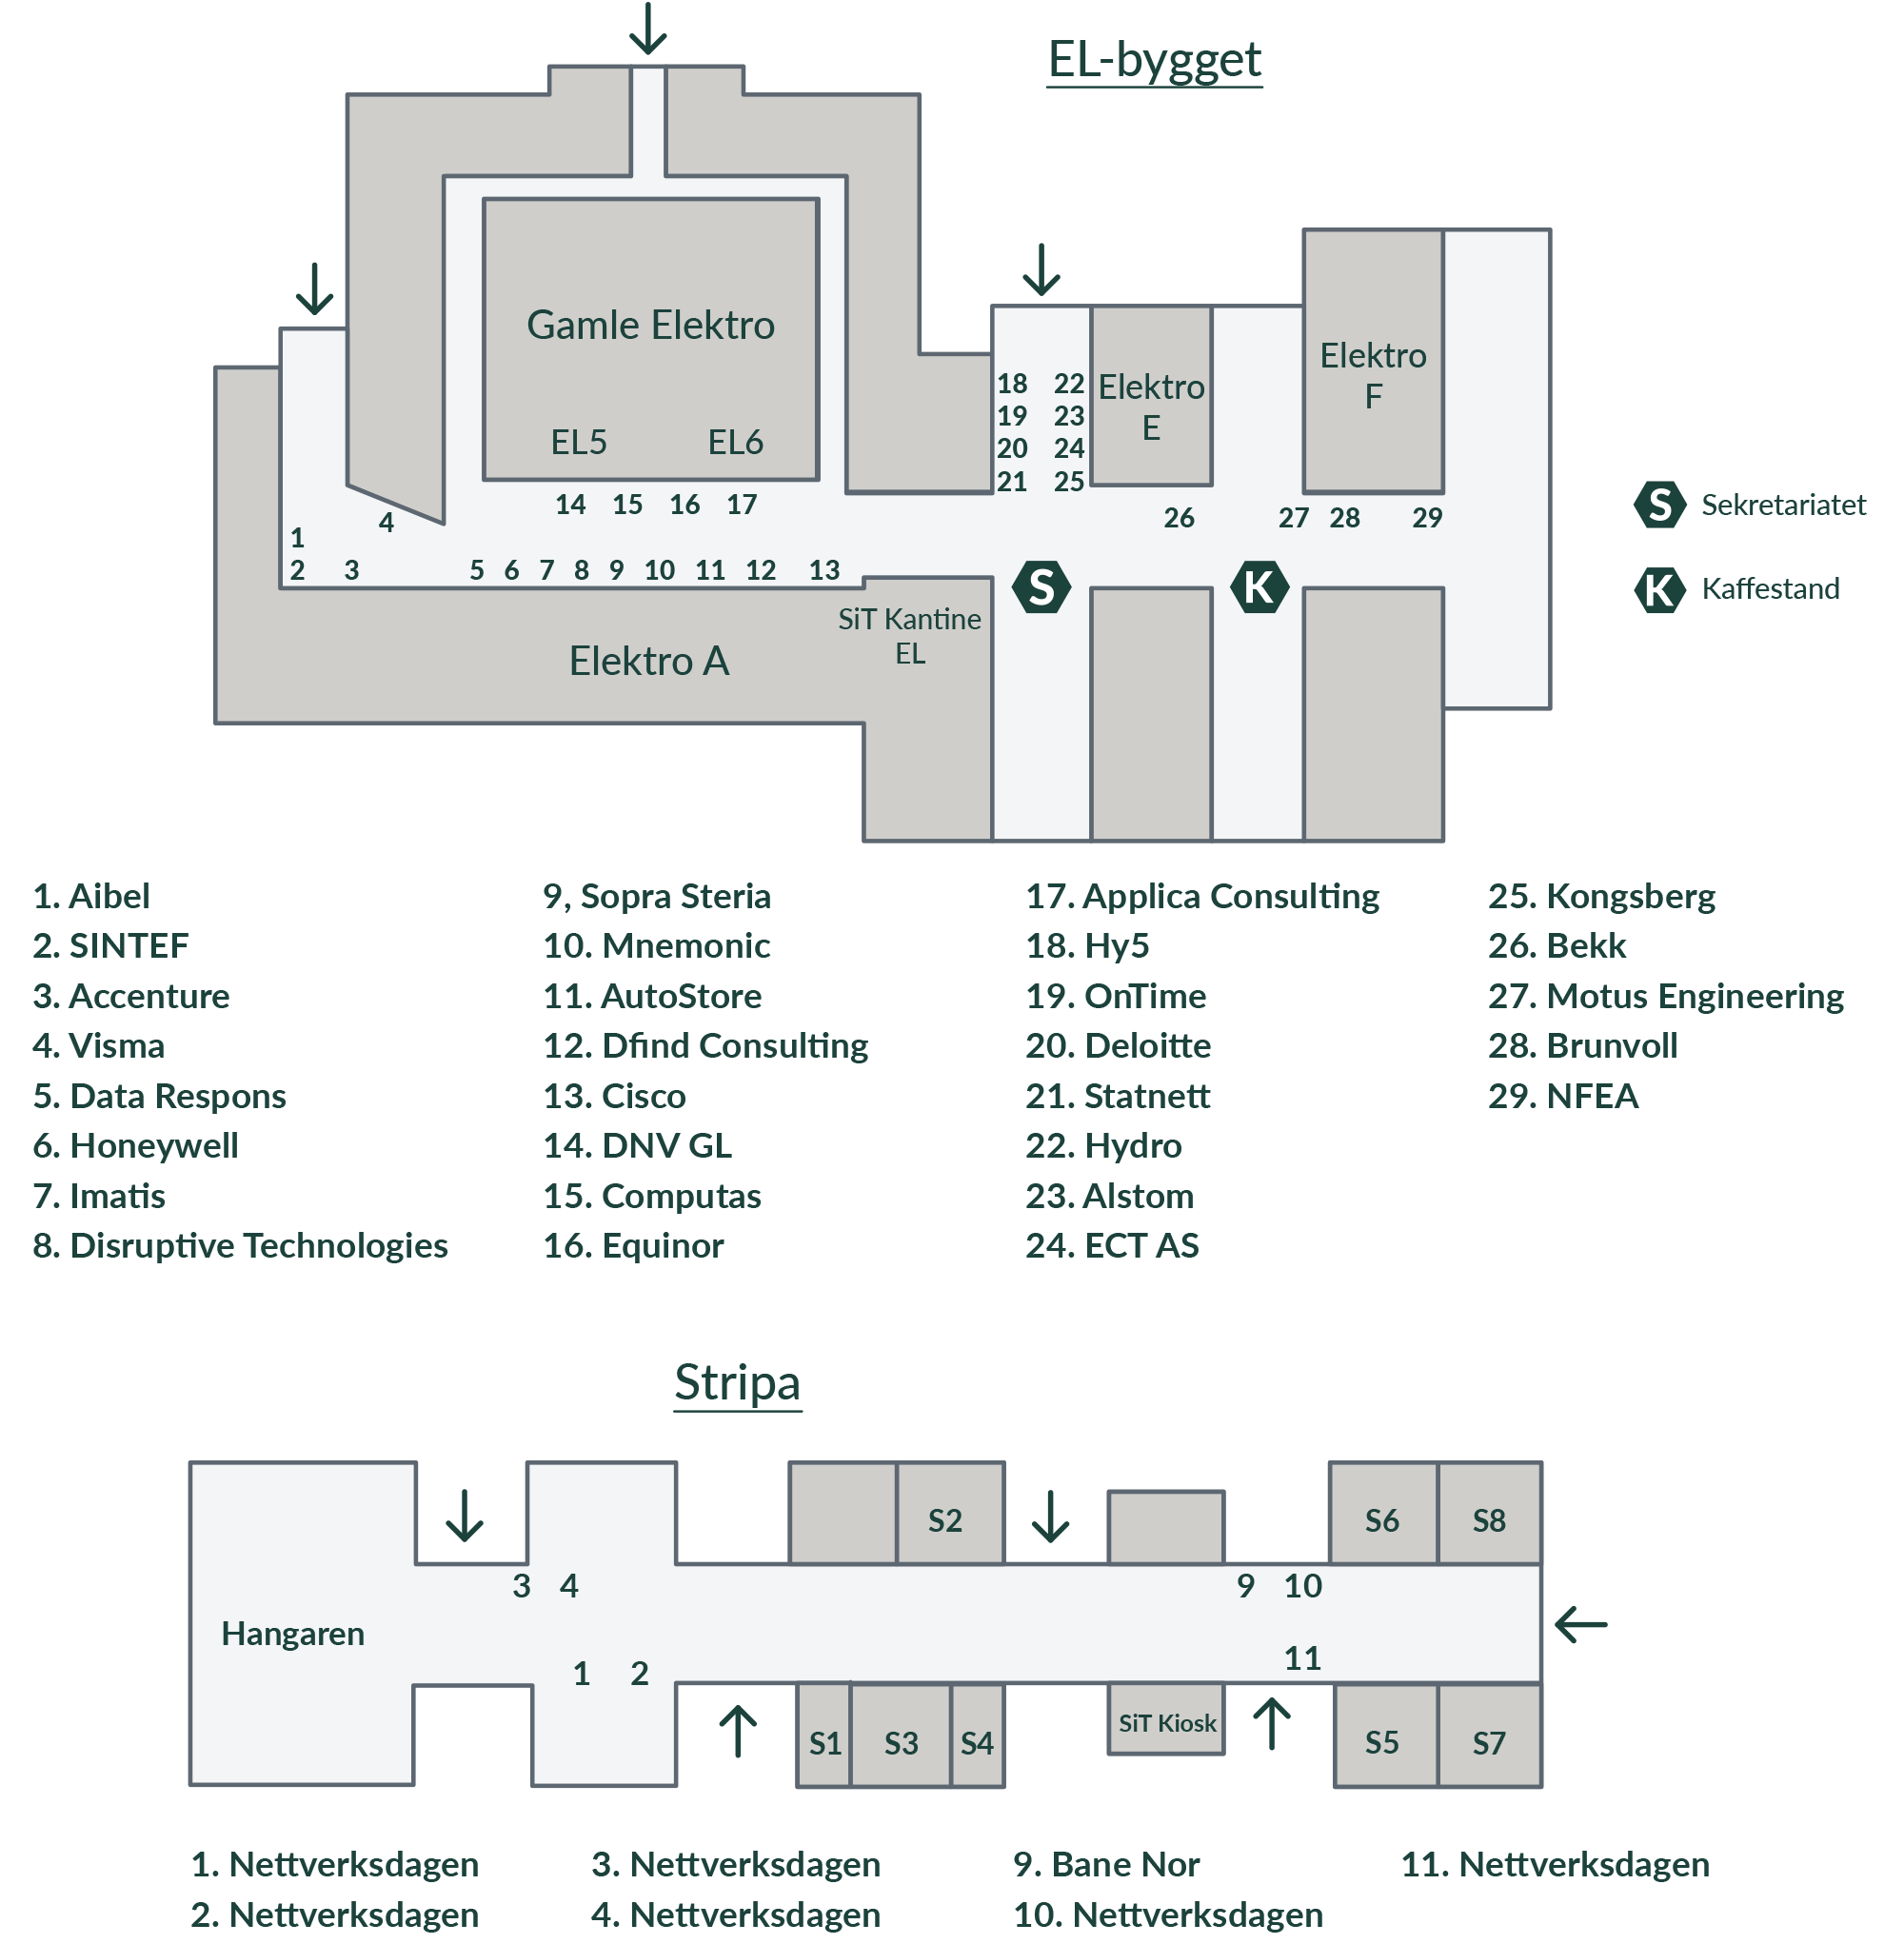 EL-bygget
Gamle Elektro
EL5 EL6
Elektro
E
Elektro
F
18 22
19 23
20 24
21 25
14 15 16 17
26 27 28 29
4
1
2 3 5 6 7 8 9 10 11 12 13
S K
SiT Kantine
EL
Elektro A
S Sekretariatet
K Kaffestand
1. Aibel
2. SINTEF
3. Accenture
4. Visma
5. Data Respons
6. Honeywell
7. Imatis
8. Disruptive Technologies
9, Sopra Steria
10. Mnemonic
11. AutoStore
12. Dfind Consulting
13. Cisco
14. DNV GL
15. Computas
16. Equinor
17. Applica Consulting
18. Hy5
19. OnTime
20. Deloitte
21. Statnett
22. Hydro
23. Alstom
24. ECT AS
25. Kongsberg
26. Bekk
27. Motus Engineering
28. Brunvoll
29. NFEA
Stripa
S2 S6 S8
3 4 9 10
Hangaren
1 2 11
S1 S3 S4 SiT Kiosk S5 S7
1. Nettverksdagen
2. Nettverksdagen
3. Nettverksdagen
4. Nettverksdagen
9. Bane Nor
10. Nettverksdagen
11. Nettverksdagen